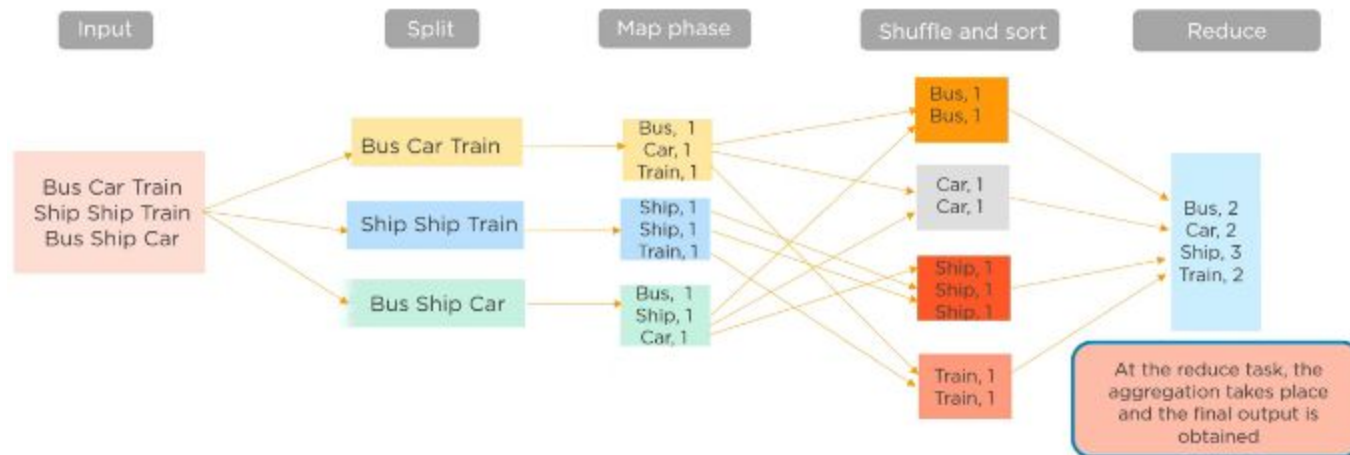 Input
Split
Map phase
Shuffle and sort
Reduce
Bus Car Train
Ship Ship Train
Bus Ship Car
Bus Car Train
Ship Ship Train
Bus Ship Car
Bus, 1
Car, 1
Train, 1
Ship, 1
Ship, 1
Train, 1
Bus, 1
Ship, 1
Car, 1
Bus, 1
Bus, 1
Car, 1
Car, 1
Ship, 1
Ship, 1
Ship, 1
Train, 1
Train, 1
Bus, 2
Car, 2
Ship, 3
Train, 2
At the reduce task, the
aggregation takes place
and the final output is
obtained